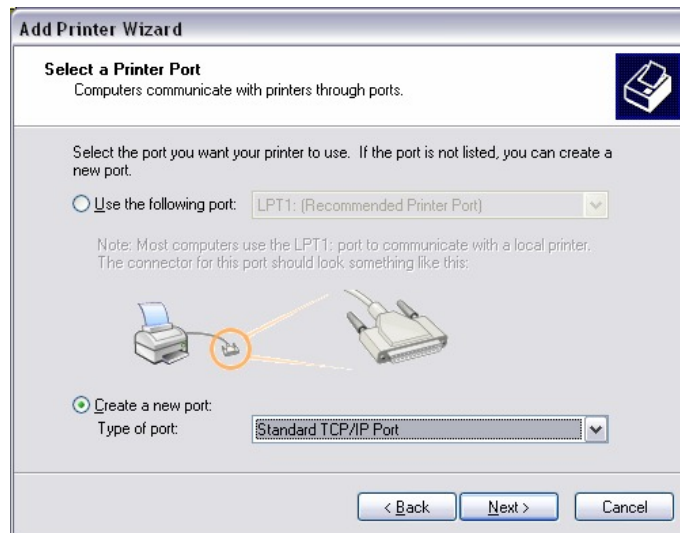 Add Printer Wizard
Select a Printer Port
Computers communicate with printers through ports.
Select the port you want your printer to use. If the port is not listed, you can create a
new port.
Use the following port: LPT1: (Recommended Printer Port)
Note: Most computers use the LPT1: port to communicate with a local printer.
The connector for this port should look something like this:
Create a new port:
Type of port: Standard TCP/IP Port
< Back Next > Cancel